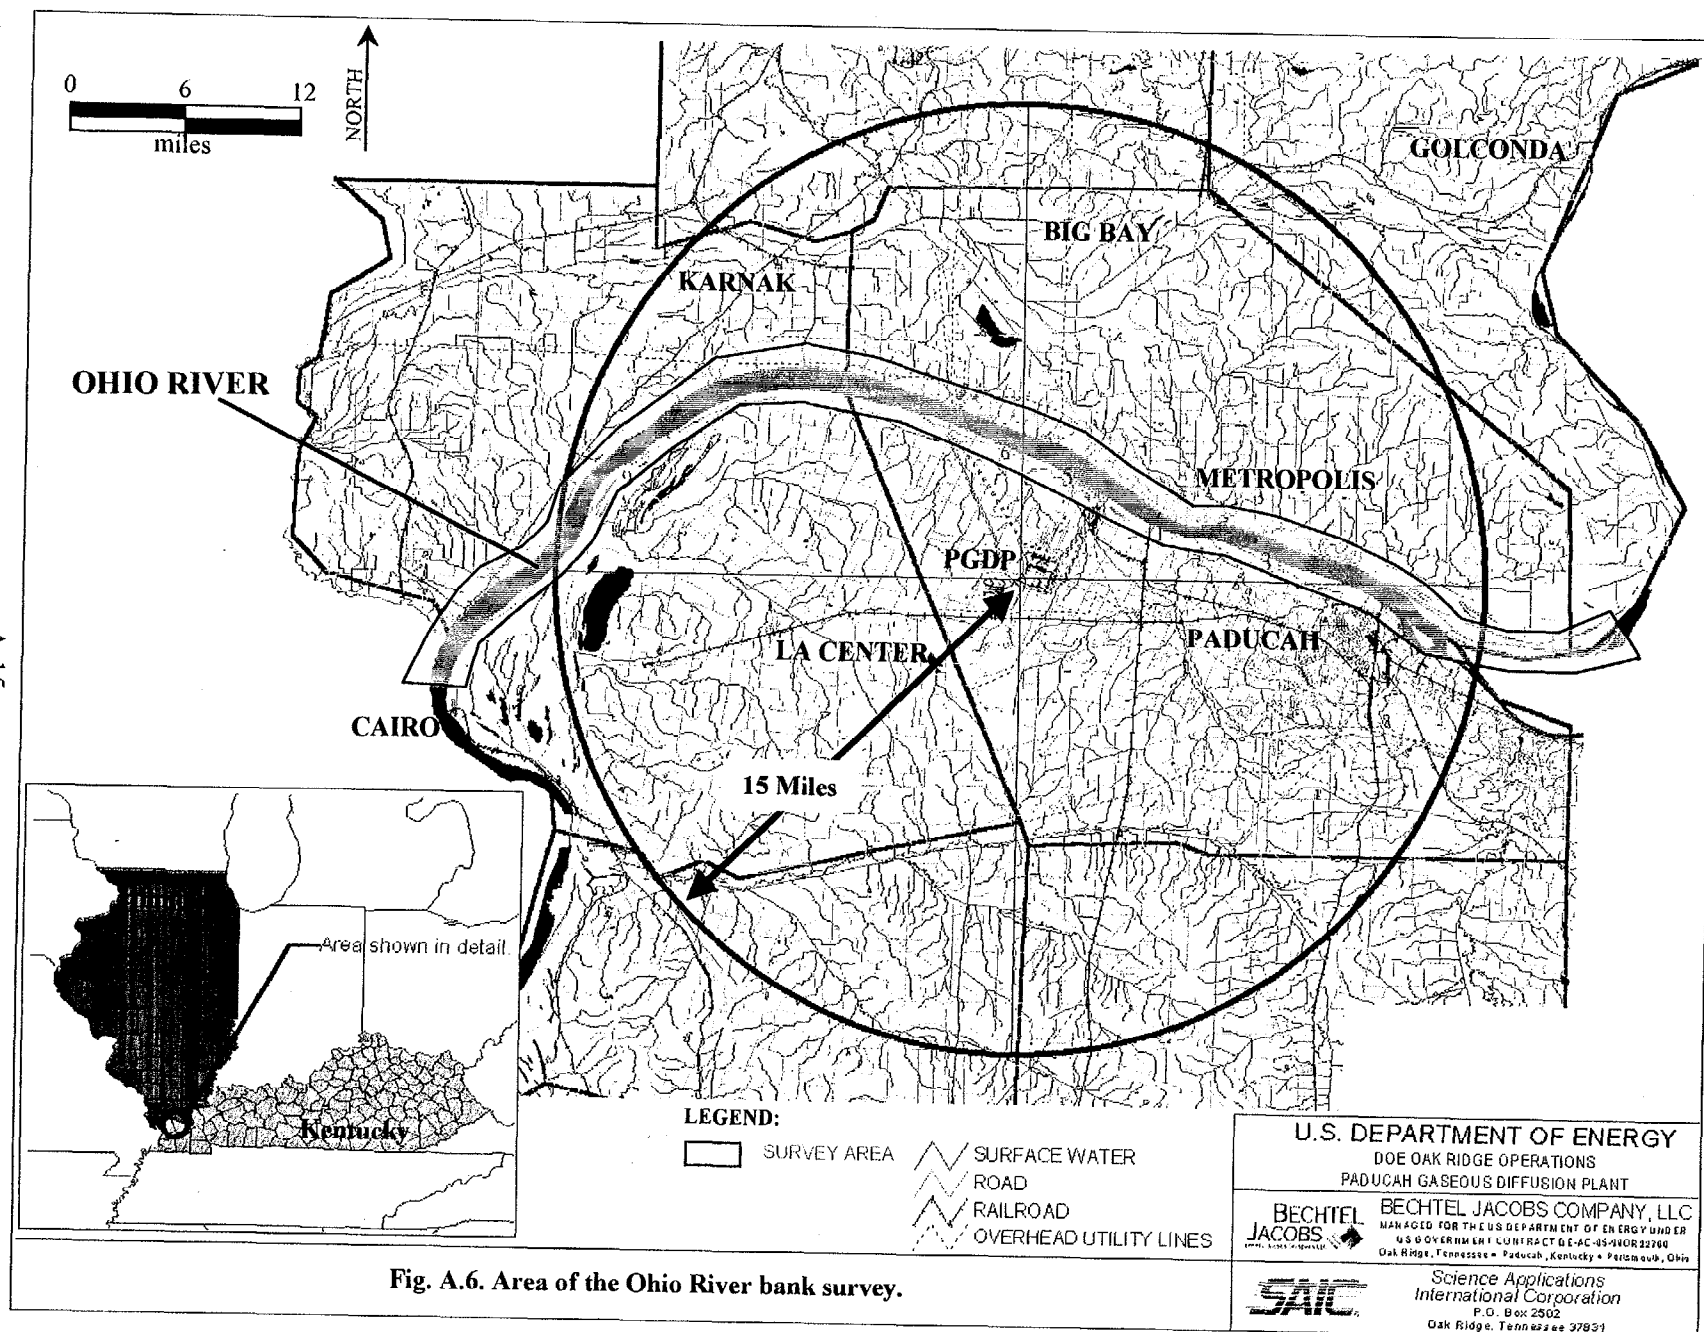 0 6 12
miles
NORTH
GOLCONDA
BIG BAY
KARNAK
OHIO RIVER
METROPOLIS
PGDP
LA CENTER
PADUCAH
CAIRO
15 Miles
Area shown in detail
Kentucky
LEGEND:
SURVEY AREA
SURFACE WATER
ROAD
RAILROAD
OVERHEAD UTILITY LINES
U.S. DEPARTMENT OF ENERGY
DOE OAK RIDGE OPERATIONS
PADUCAH GASEOUS DIFFUSION PLANT
BECHTEL
JACOBS
BECHTEL JACOBS COMPANY, LLC
MANAGED FOR THE US DEPARTMENT OF ENERGY UNDER
US GOVERNMENT CONTRACT
Oak Ridge, Tennessee • Paducah, Kentucky • Portsmouth, Ohio
SAIC
Science Applications
International Corporation
P.O. Box 2502
Oak Ridge, Tennessee 37831
Fig. A.6. Area of the Ohio River bank survey.